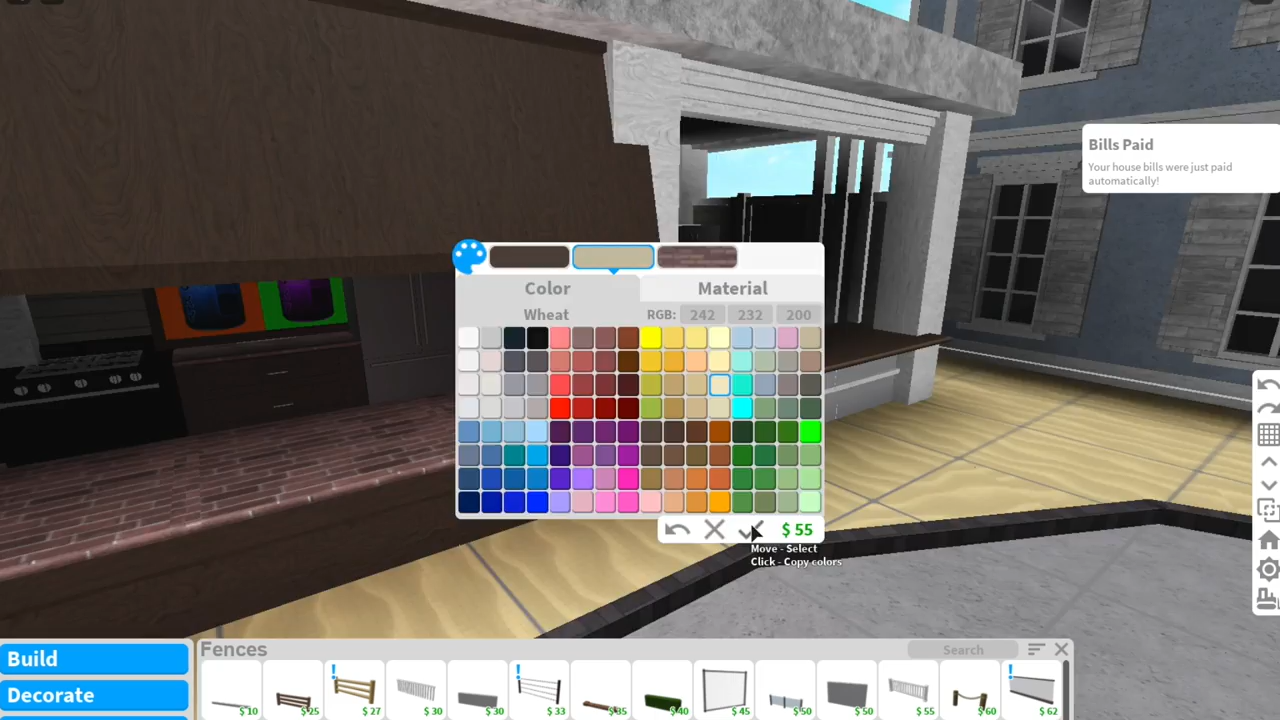 Bills Paid
Your house bills were just paid
automatically!
Color
Material
Wheat
RGB: 242 232 200
$ 55
Move - Select
Click - Copy colors
Build
Fences
Search
Decorate
! ! !
$ 10 $ 25 $ 27 $ 30 $ 30 $ 33 $ 35 $ 40 $ 45 $ 50 $ 50 $ 55 $ 60 $ 62